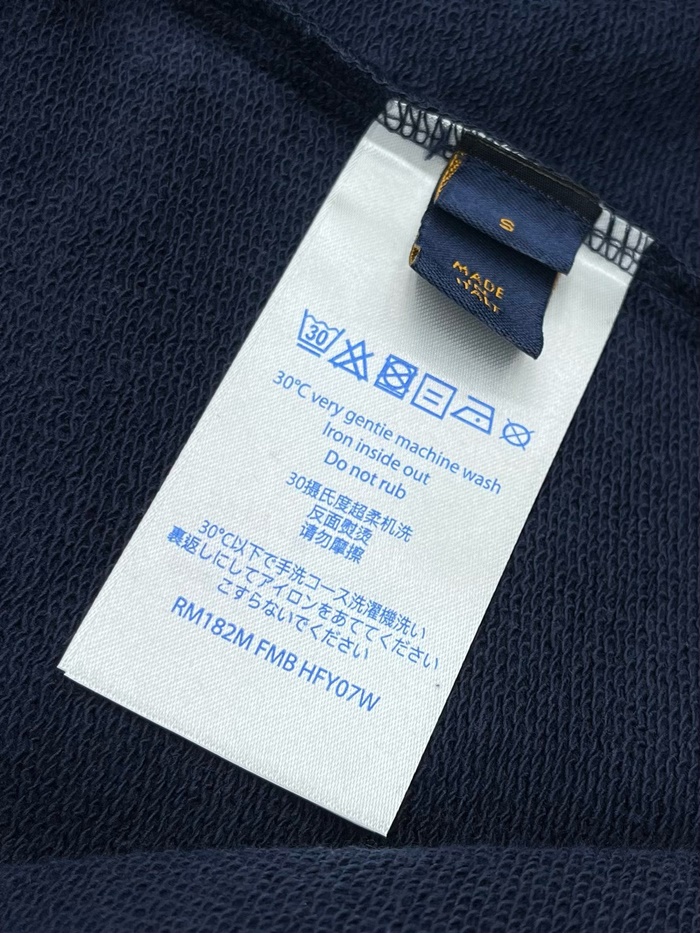 S
MADE
30
30°C very gentie machine wash
Iron inside out
Do not rub
30摄氏度超柔机洗
反面熨烫
请勿摩擦
30℃以下で手洗コース洗濯機洗い
裏返しにしてアイロンをあててください
こすらないでください
RM182M FMB HFY07W